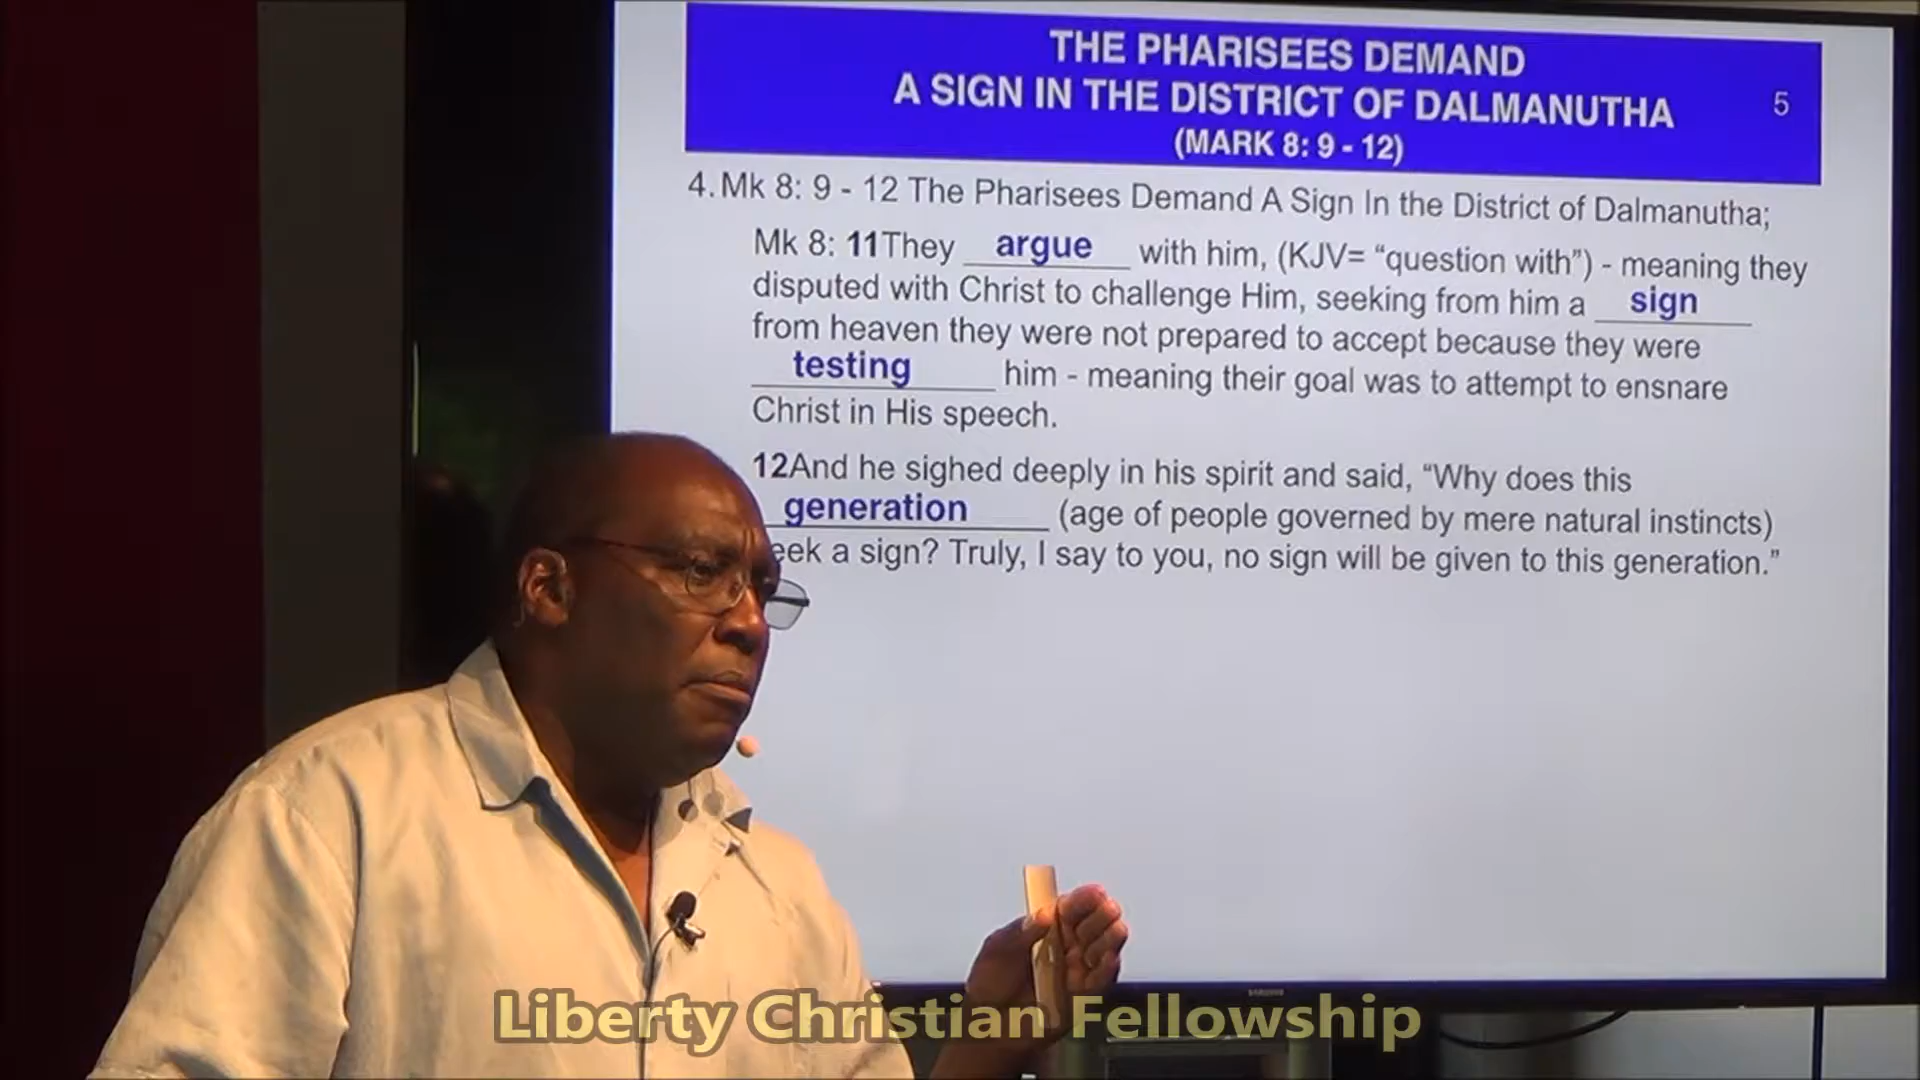 THE PHARISEES DEMAND
A SIGN IN THE DISTRICT OF DALMANUTHA
5
(MARK 8: 9 - 12)
4. Mk 8: 9 - 12 The Pharisees Demand A Sign In the District of Dalmanutha;
Mk 8: 11They argue with him, (KJV= “question with”) - meaning they
disputed with Christ to challenge Him, seeking from him a sign
from heaven they were not prepared to accept because they were
testing him - meaning their goal was to attempt to ensnare
Christ in His speech.
12And he sighed deeply in his spirit and said, “Why does this
generation (age of people governed by mere natural instincts)
eek a sign? Truly, I say to you, no sign will be given to this generation.”
SAMSUNG
Liberty Christian Fellowship